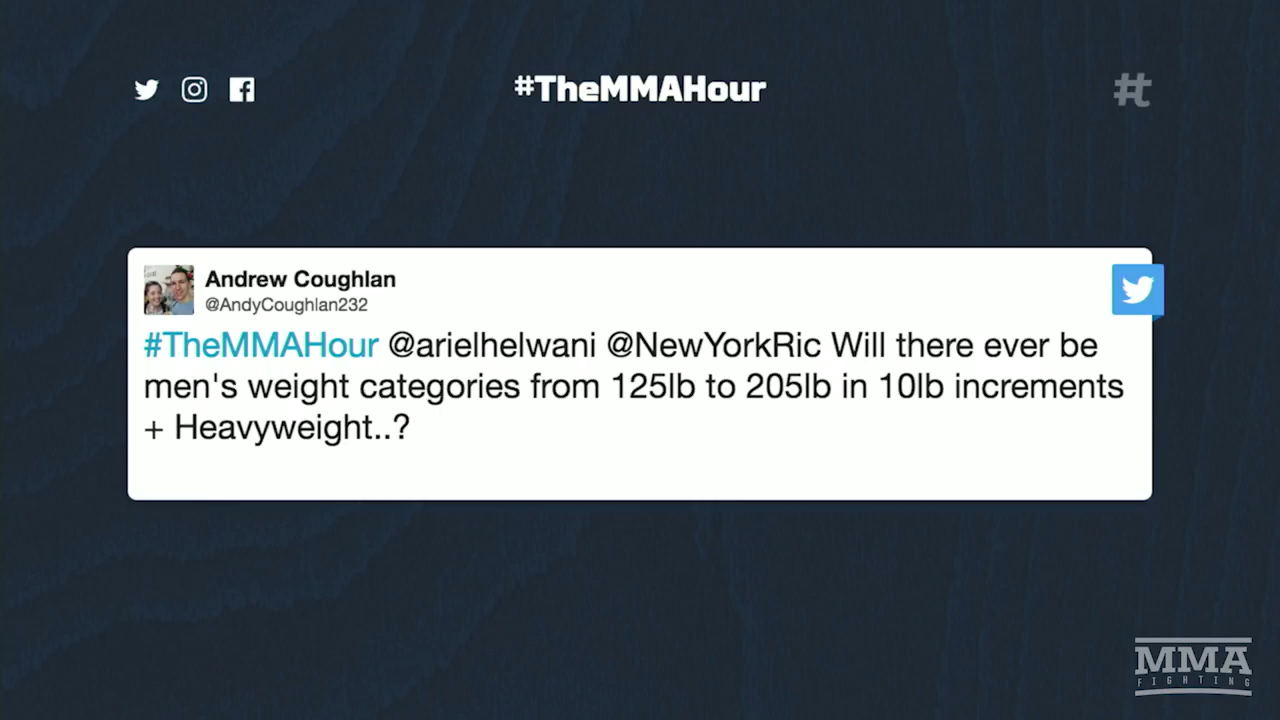 #TheMMAHour
Andrew Coughlan
@AndyCoughlan232
#TheMMAHour @arielhelwani @NewYorkRic Will there ever be
men's weight categories from 125lb to 205lb in 10lb increments
+ Heavyweight..?
MMA
FIGHTING